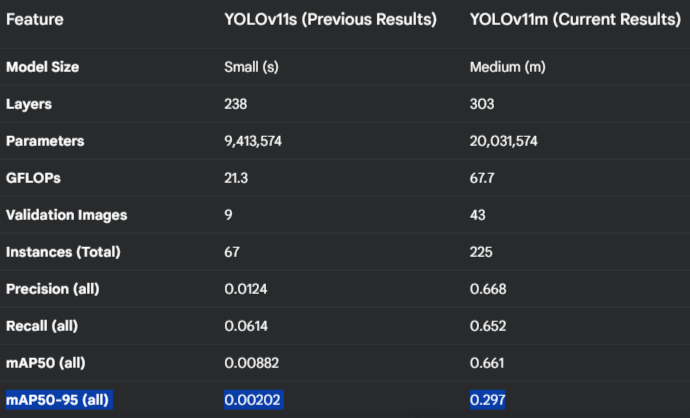 Feature YOLOv11s (Previous Results) YOLOv11m (Current Results)
Model Size Small (s) Medium (m)
Layers 238 303
Parameters 9,413,574 20,031,574
GFLOPs 21.3 67.7
Validation Images 9 43
Instances (Total) 67 225
Precision (all) 0.0124 0.668
Recall (all) 0.0614 0.652
mAP50 (all) 0.00882 0.661
mAP50-95 (all) 0.00202 0.297